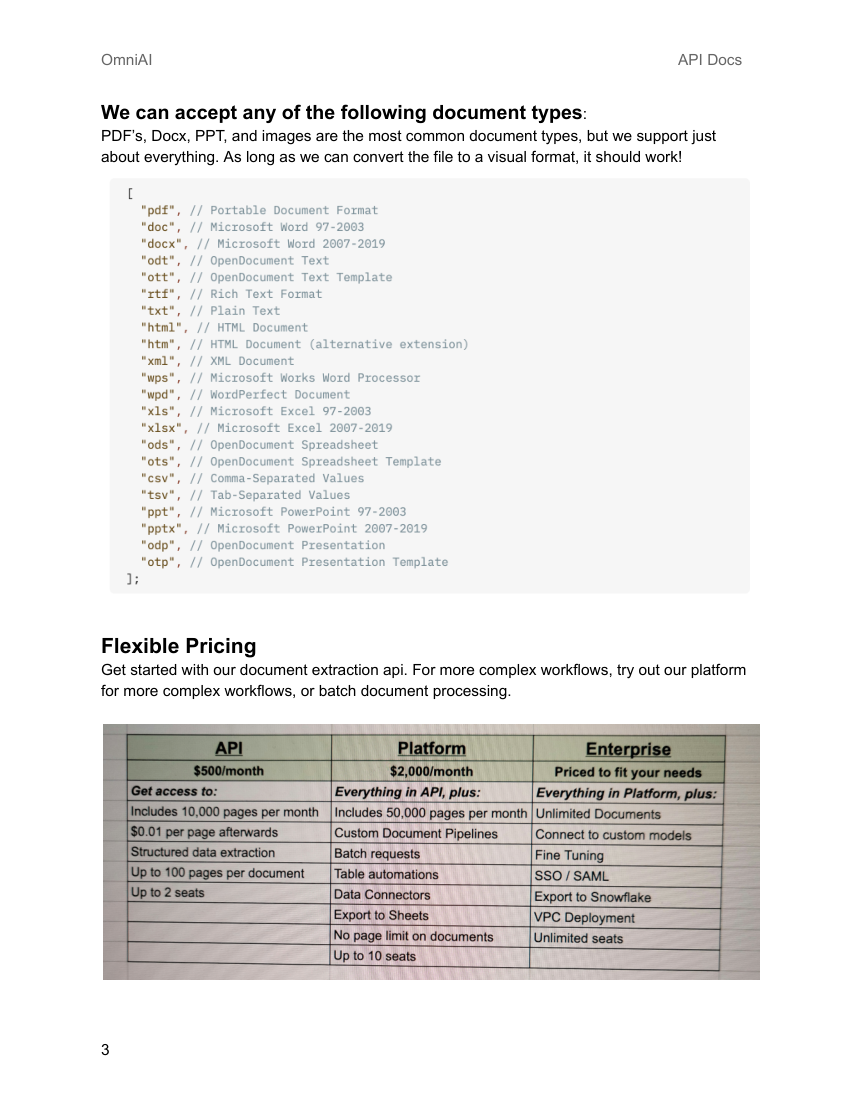 OmniAI API Docs
We can accept any of the following document types:
PDF's, Docx, PPT, and images are the most common document types, but we support just
about everything. As long as we can convert the file to a visual format, it should work!
[
"pdf", // Portable Document Format
"doc", // Microsoft Word 97-2003
"docx", // Microsoft Word 2007-2019
"odt", // OpenDocument Text
"ott", // OpenDocument Text Template
"rtf", // Rich Text Format
"txt", // Plain Text
"html", // HTML Document
"htm", // HTML Document (alternative extension)
"xml", // XML Document
"wps", // Microsoft Works Word Processor
"wpd", // WordPerfect Document
"xls", // Microsoft Excel 97-2003
"xlsx", // Microsoft Excel 2007-2019
"ods", // OpenDocument Spreadsheet
"ots", // OpenDocument Spreadsheet Template
"csv", // Comma-Separated Values
"tsv", // Tab-Separated Values
"ppt", // Microsoft PowerPoint 97-2003
"pptx", // Microsoft PowerPoint 2007-2019
"odp", // OpenDocument Presentation
"otp", // OpenDocument Presentation Template
];
Flexible Pricing
Get started with our document extraction api. For more complex workflows, try out our platform
for more complex workflows, or batch document processing.
API Platform Enterprise
$500/month $2,000/month Priced to fit your needs
Get access to: Everything in API, plus: Everything in Platform, plus:
Includes 10,000 pages per month Includes 50,000 pages per month Unlimited Documents
$0.01 per page afterwards Custom Document Pipelines Connect to custom models
Structured data extraction Batch requests Fine Tuning
Up to 100 pages per document Table automations SSO / SAML
Up to 2 seats Data Connectors Export to Snowflake
Export to Sheets VPC Deployment
No page limit on documents Unlimited seats
Up to 10 seats
3